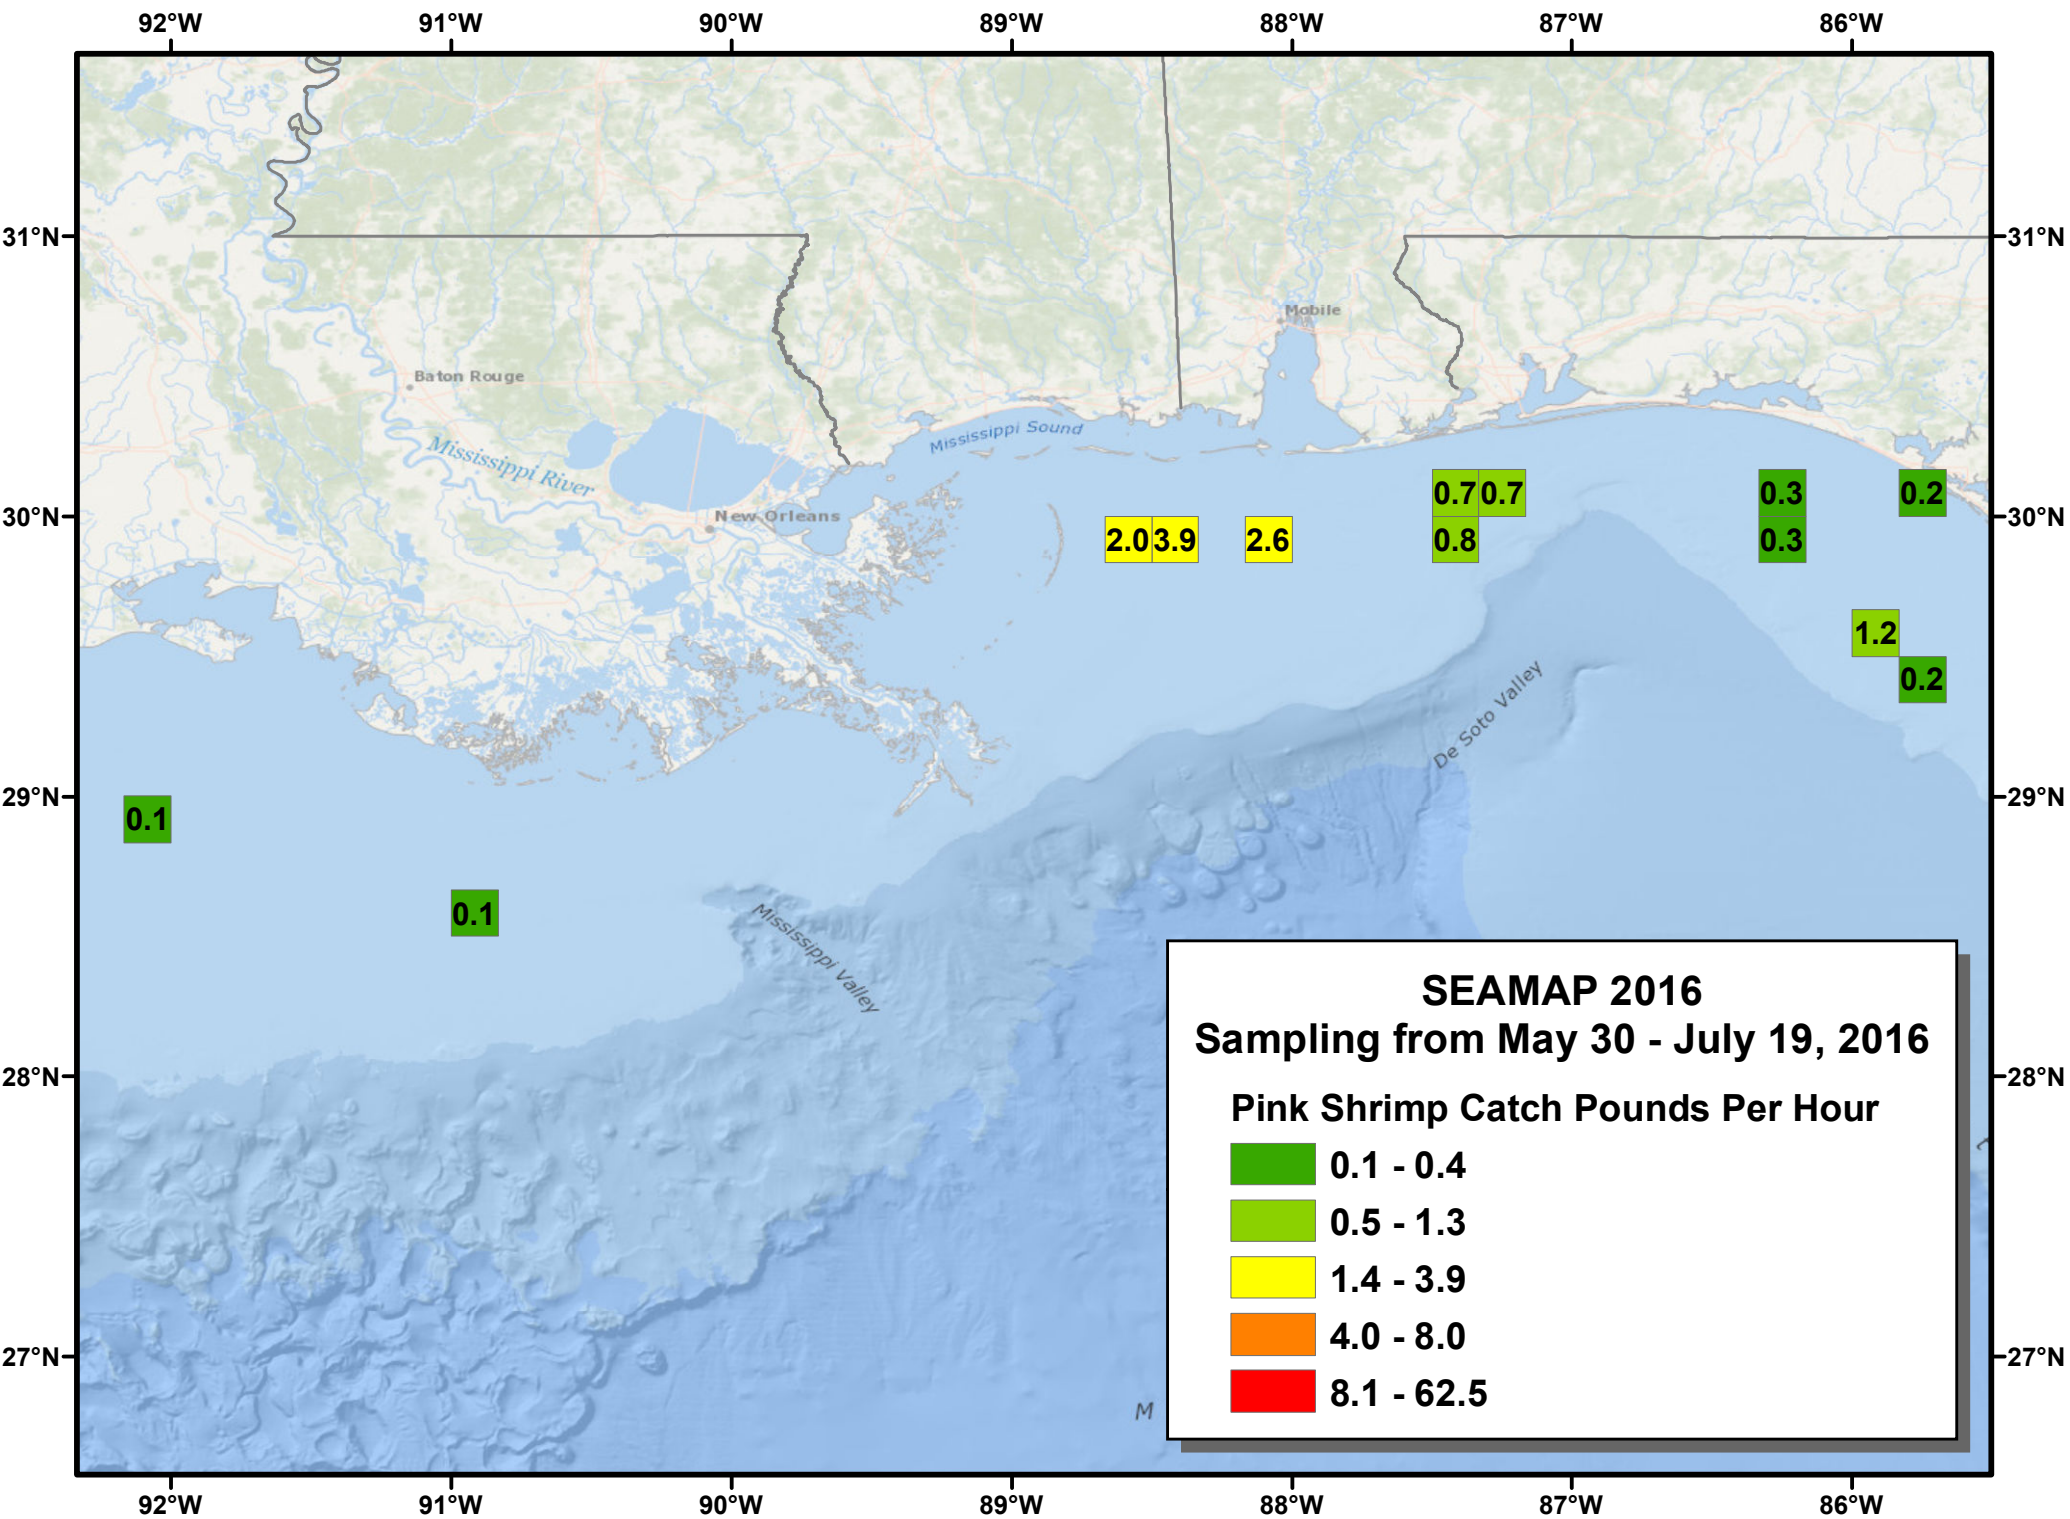 92°W 91°W 90°W 89°W 88°W 87°W 86°W
31°N 31°N
Mobile
Baton Rouge
Mississippi Sound
Mississippi River
0.7 0.7 0.3 0.2
30°N New Orleans 30°N
2.0 3.9 2.6 0.8 0.3
1.2
0.2
De Soto Valley
29°N 29°N
0.1
0.1
Mississippi Valley
SEAMAP 2016
Sampling from May 30 - July 19, 2016
28°N 28°N
Pink Shrimp Catch Pounds Per Hour
0.1 - 0.4
0.5 - 1.3
1.4 - 3.9
4.0 - 8.0
27°N 27°N
8.1 - 62.5
M
92°W 91°W 90°W 89°W 88°W 87°W 86°W